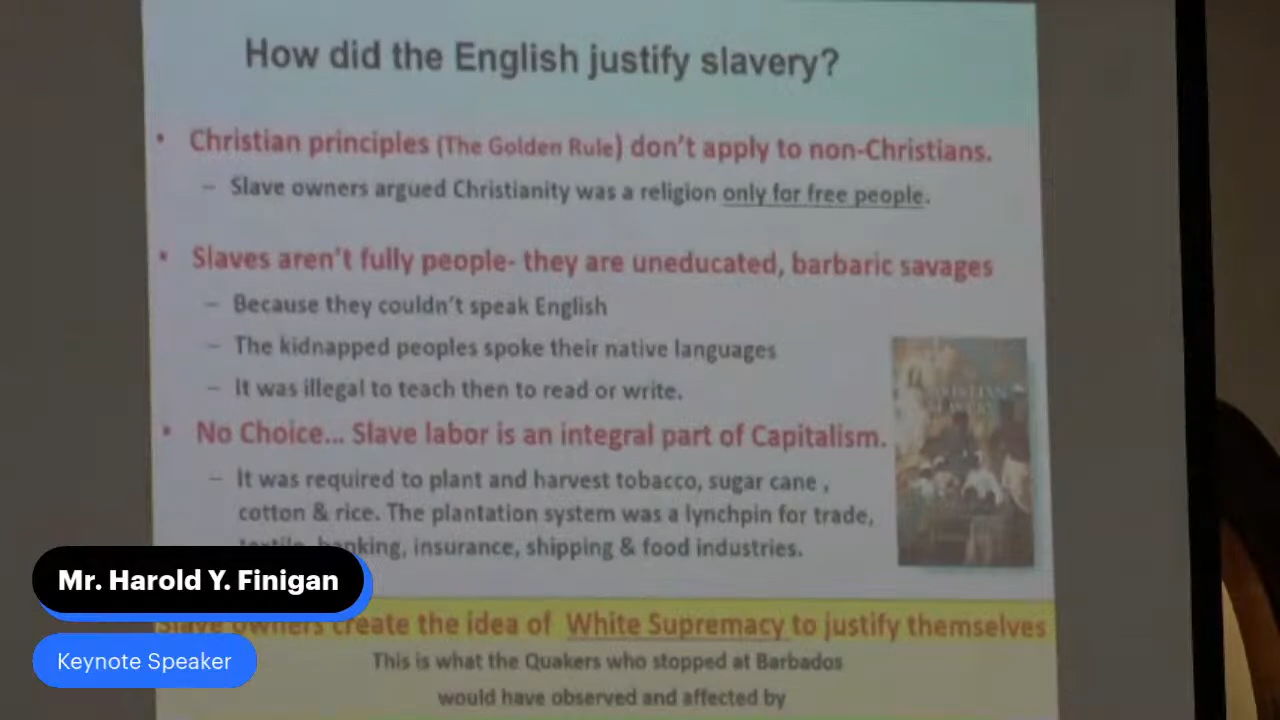 How did the English justify slavery?
• Christian principles (The Golden Rule) don't apply to non-Christians.
– Slave owners argued Christianity was a religion only for free people.
• Slaves aren't fully people- they are uneducated, barbaric savages
– Because they couldn't speak English
– The kidnapped peoples spoke their native languages
– It was illegal to teach then to read or write.
• No Choice... Slave labor is an integral part of Capitalism.
– It was required to plant and harvest tobacco, sugar cane ,
cotton & rice. The plantation system was a lynchpin for trade,
banking, insurance, shipping & food industries.
Slave owners create the idea of White Supremacy to justify themselves
This is what the Quakers who stopped at Barbados
would have observed and affected by
Mr. Harold Y. Finigan
Keynote Speaker